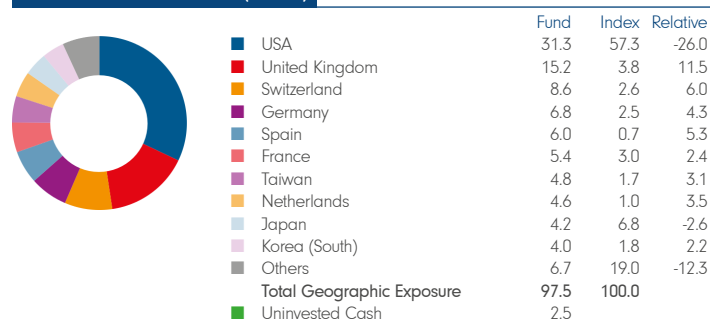 Fund Index Relative
USA 31.3 57.3 -26.0
United Kingdom 15.2 3.8 11.5
Switzerland 8.6 2.6 6.0
Germany 6.8 2.5 4.3
Spain 6.0 0.7 5.3
France 5.4 3.0 2.4
Taiwan 4.8 1.7 3.1
Netherlands 4.6 1.0 3.5
Japan 4.2 6.8 -2.6
Korea (South) 4.0 1.8 2.2
Others 6.7 19.0 -12.3
Total Geographic Exposure 97.5 100.0
Uninvested Cash 2.5